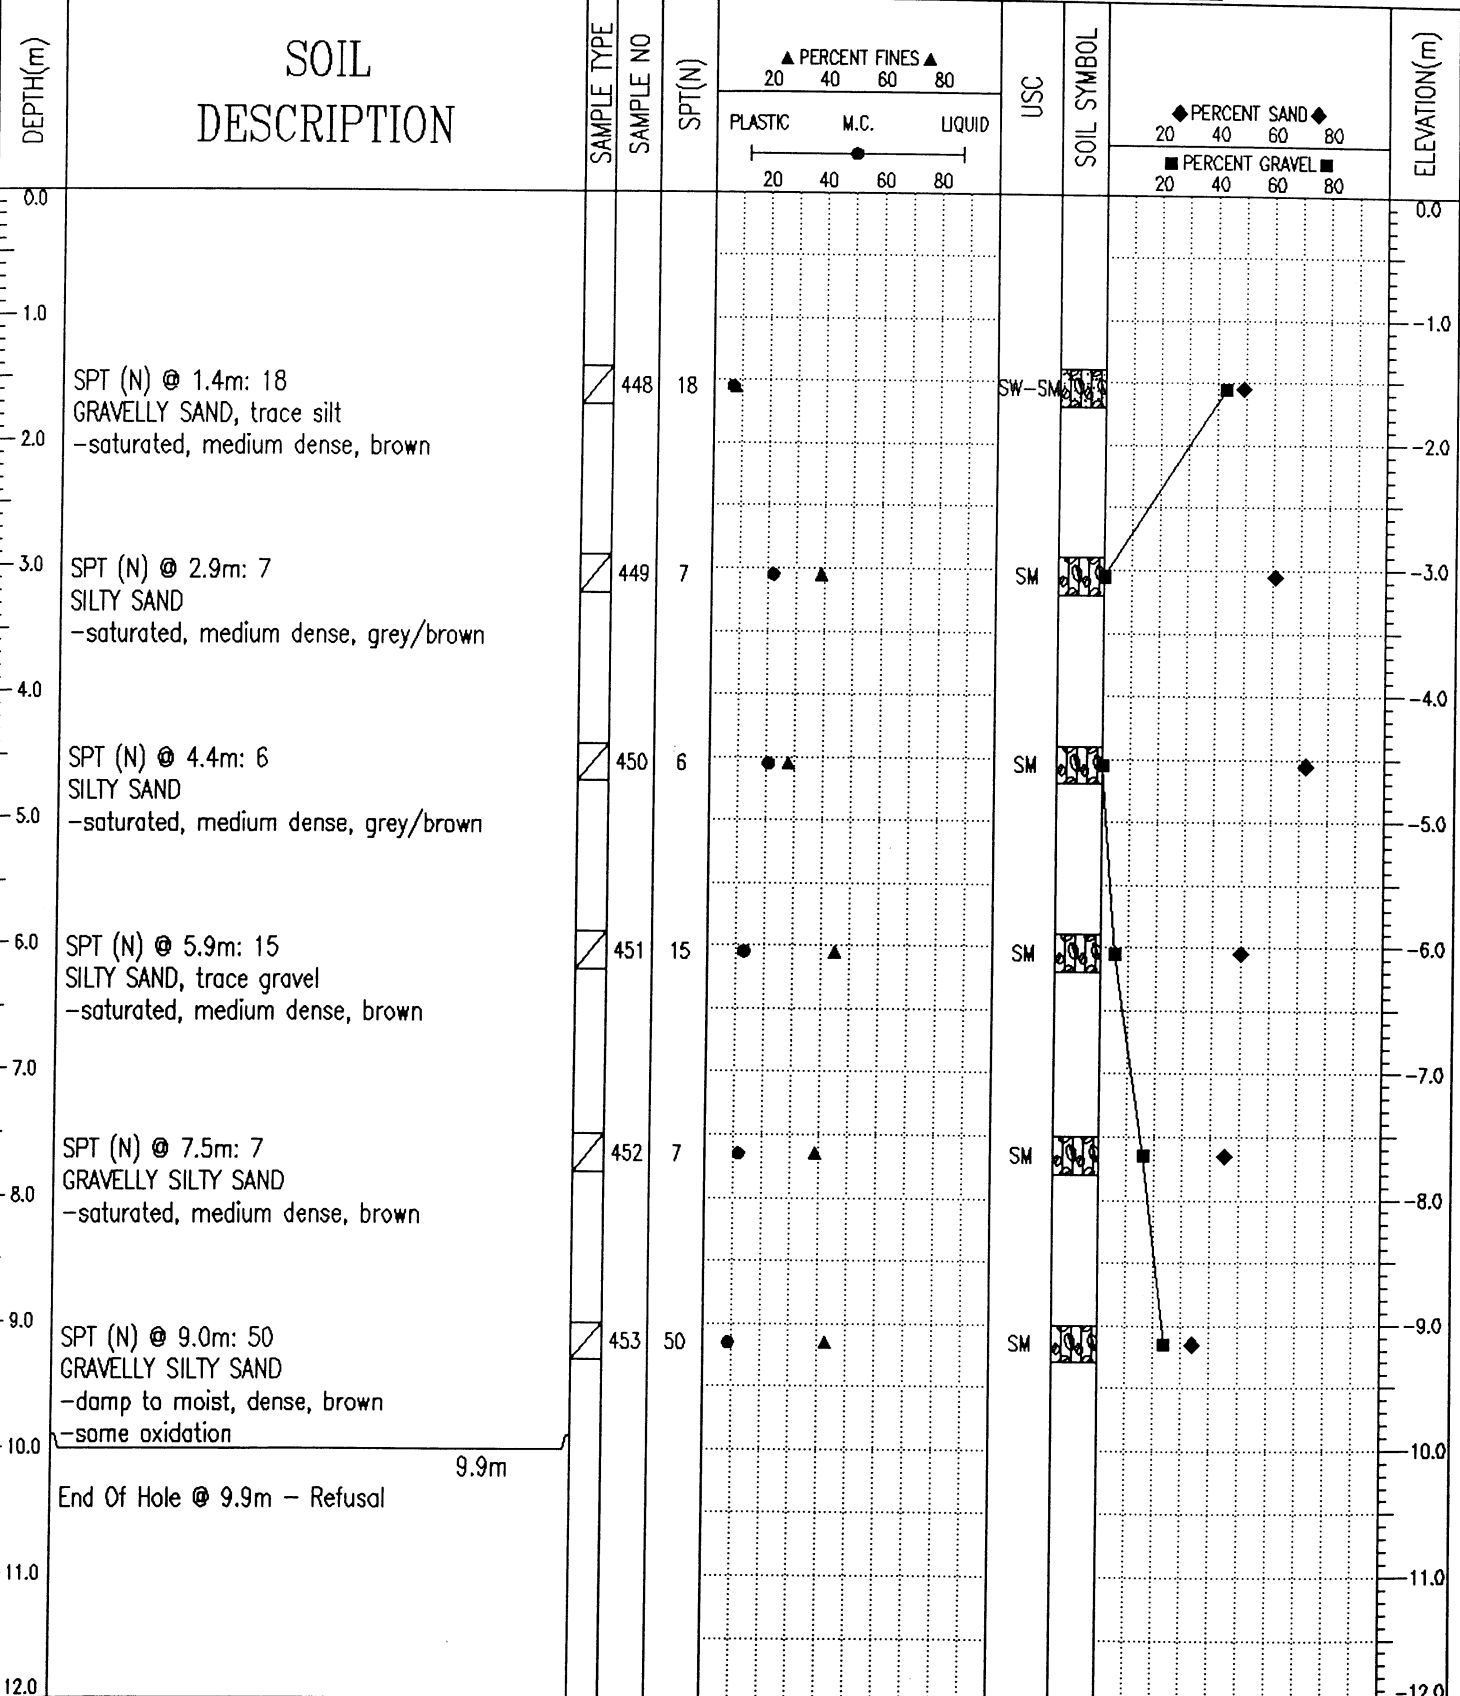 DEPTH(m)
SOIL
DESCRIPTION
SAMPLE TYPE
SAMPLE NO
SPT(N)
▲ PERCENT FINES ▲
20 40 60 80
PLASTIC M.C. LIQUID
20 40 60 80
USC
SOIL SYMBOL
◆ PERCENT SAND ◆
20 40 60 80
■ PERCENT GRAVEL ■
20 40 60 80
ELEVATION(m)
0.0 0.0
1.0 -1.0
SPT (N) @ 1.4m: 18 448 18 SW-SM
GRAVELLY SAND, trace silt
2.0 -saturated, medium dense, brown -2.0
3.0 SPT (N) @ 2.9m: 7 449 7 SM -3.0
SILTY SAND
-saturated, medium dense, grey/brown
4.0 -4.0
SPT (N) @ 4.4m: 6 450 6 SM
SILTY SAND
5.0 -saturated, medium dense, grey/brown -5.0
6.0 SPT (N) @ 5.9m: 15 451 15 SM -6.0
SILTY SAND, trace gravel
-saturated, medium dense, brown
7.0 -7.0
SPT (N) @ 7.5m: 7 452 7 SM
GRAVELLY SILTY SAND
8.0 -saturated, medium dense, brown -8.0
9.0 -9.0
SPT (N) @ 9.0m: 50 453 50 SM
GRAVELLY SILTY SAND
-damp to moist, dense, brown
-some oxidation
10.0 -10.0
9.9m
End Of Hole @ 9.9m - Refusal
11.0 -11.0
12.0 -12.0